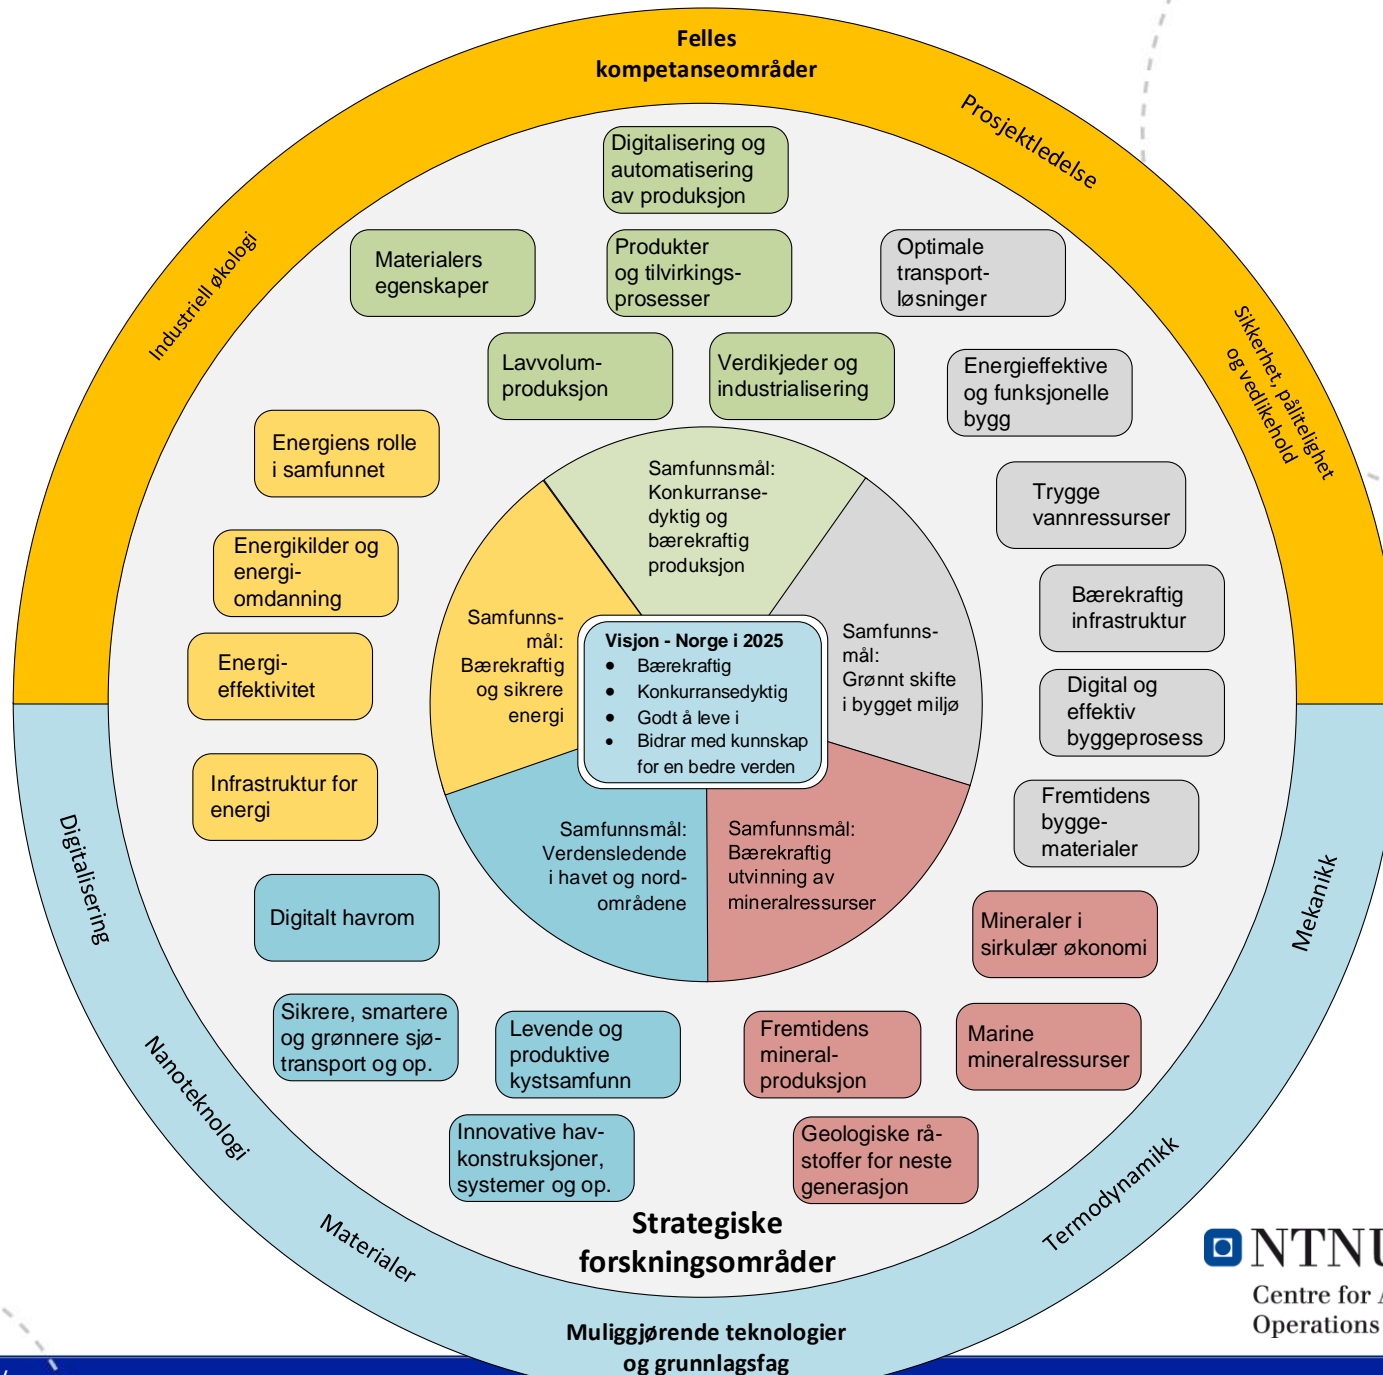 Felles
kompetanseområder
Prosjektledelse
Industriell økologi
Sikkerhet, pålitelighet
og vedlikehold
Digitalisering og
automatisering
av produksjon
Materialers
egenskaper
Produkter
og tilvirkings-
prosesser
Optimale
transport-
løsninger
Lavvolum-
produksjon
Verdikjeder og
industrialisering
Energieffektive
og funksjonelle
bygg
Energiens rolle
i samfunnet
Trygge
vannressurser
Energikilder og
energi-
omdanning
Bærekraftig
infrastruktur
Energi-
effektivitet
Digital og
effektiv
byggeprosess
Infrastruktur for
energi
Fremtidens
bygge-
materialer
Samfunnsmål:
Konkurranse-
dyktig og
bærekraftig
produksjon
Samfunns-
mål:
Bærekraftig
og sikrere
energi
Visjon - Norge i 2025
• Bærekraftig
• Konkurransedyktig
• Godt å leve i
• Bidrar med kunnskap
for en bedre verden
Samfunns-
mål:
Grønnt skifte
i bygget miljø
Samfunnsmål:
Verdensledende
i havet og nord-
områdene
Samfunnsmål:
Bærekraftig
utvinning av
mineralressurser
Digitalt havrom
Mineraler i
sirkulær økonomi
Sikrere, smartere
og grønnere sjø-
transport og op.
Levende og
produktive
kystsamfunn
Fremtidens
mineral-
produksjon
Marine
mineralressurser
Innovative hav-
konstruksjoner,
systemer og op.
Geologiske rå-
stoffer for neste
generasjon
Strategiske
forskningsområder
Digitalisering
Nanoteknologi
Materialer
Termodynamikk
Mekanikk
Muliggjørende teknologier
og grunnlagsfag
NTNU
Centre for
Operations